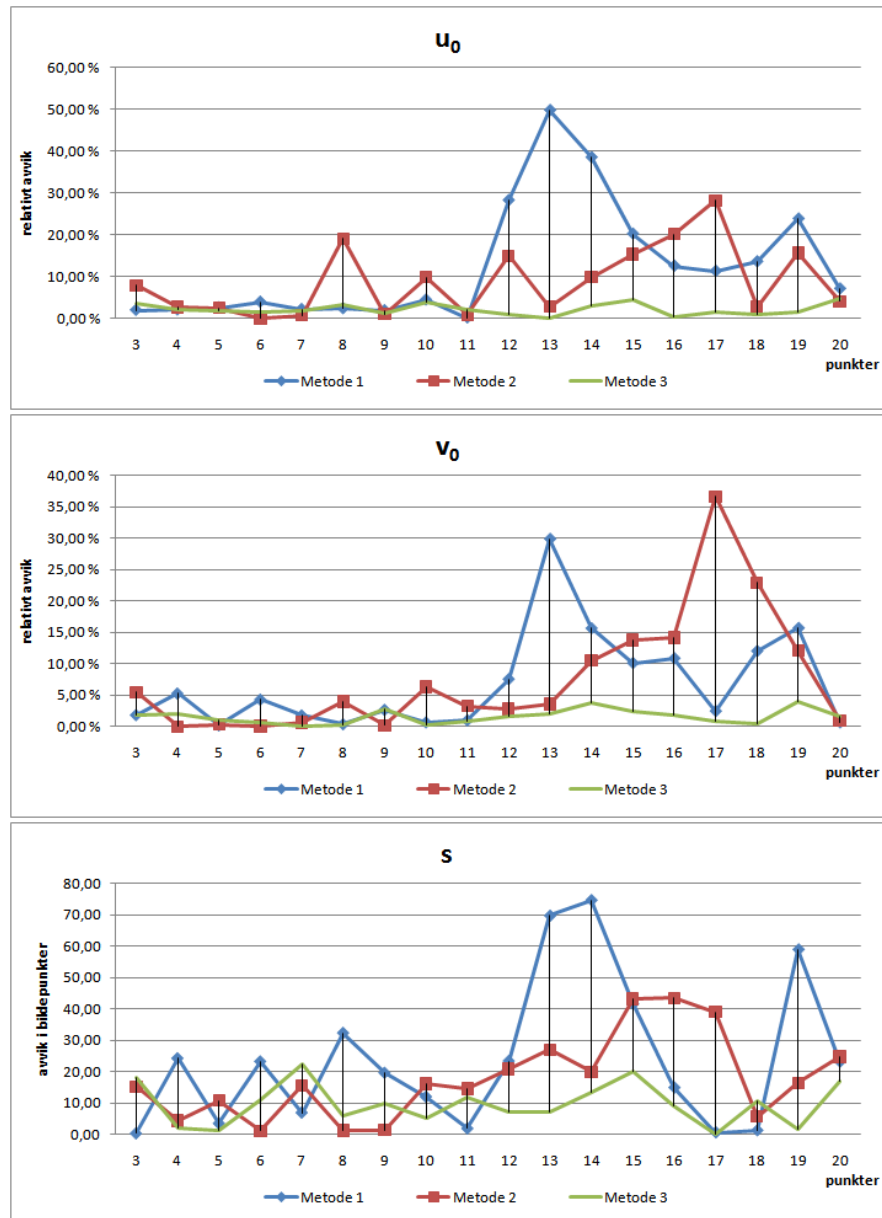 u0
60,00 %
50,00 %
40,00 %
30,00 %
20,00 %
10,00 %
0,00 %
relativt avvik
3 4 5 6 7 8 9 10 11 12 13 14 15 16 17 18 19 20
punkter
Metode 1 Metode 2 Metode 3
v0
40,00 %
35,00 %
30,00 %
25,00 %
20,00 %
15,00 %
10,00 %
5,00 %
0,00 %
relativt avvik
3 4 5 6 7 8 9 10 11 12 13 14 15 16 17 18 19 20
punkter
Metode 1 Metode 2 Metode 3
s
80,00
70,00
60,00
50,00
40,00
30,00
20,00
10,00
0,00
avvik i bildepunkter
3 4 5 6 7 8 9 10 11 12 13 14 15 16 17 18 19 20
punkter
Metode 1 Metode 2 Metode 3